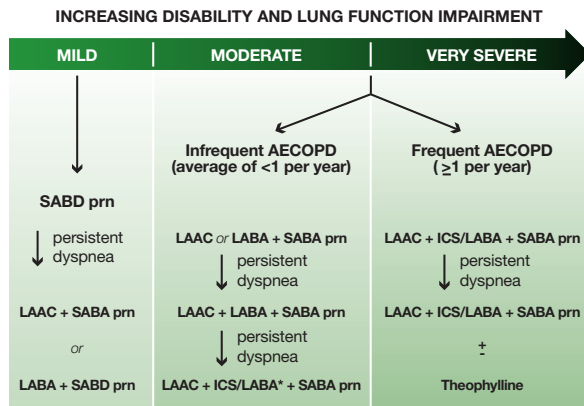 INCREASING DISABILITY AND LUNG FUNCTION IMPAIRMENT
MILD
MODERATE
VERY SEVERE
SABD prn
persistent
dyspnea
LAAC + SABA prn
or
LABA + SABD prn
Infrequent AECOPD
(average of <1 per year)
LAAC or LABA + SABA prn
persistent
dyspnea
LAAC + LABA + SABA prn
persistent
dyspnea
LAAC + ICS/LABA* + SABA prn
Frequent AECOPD
(≥1 per year)
LAAC + ICS/LABA + SABA prn
persistent
dyspnea
LAAC + ICS/LABA + SABA prn
±
Theophylline